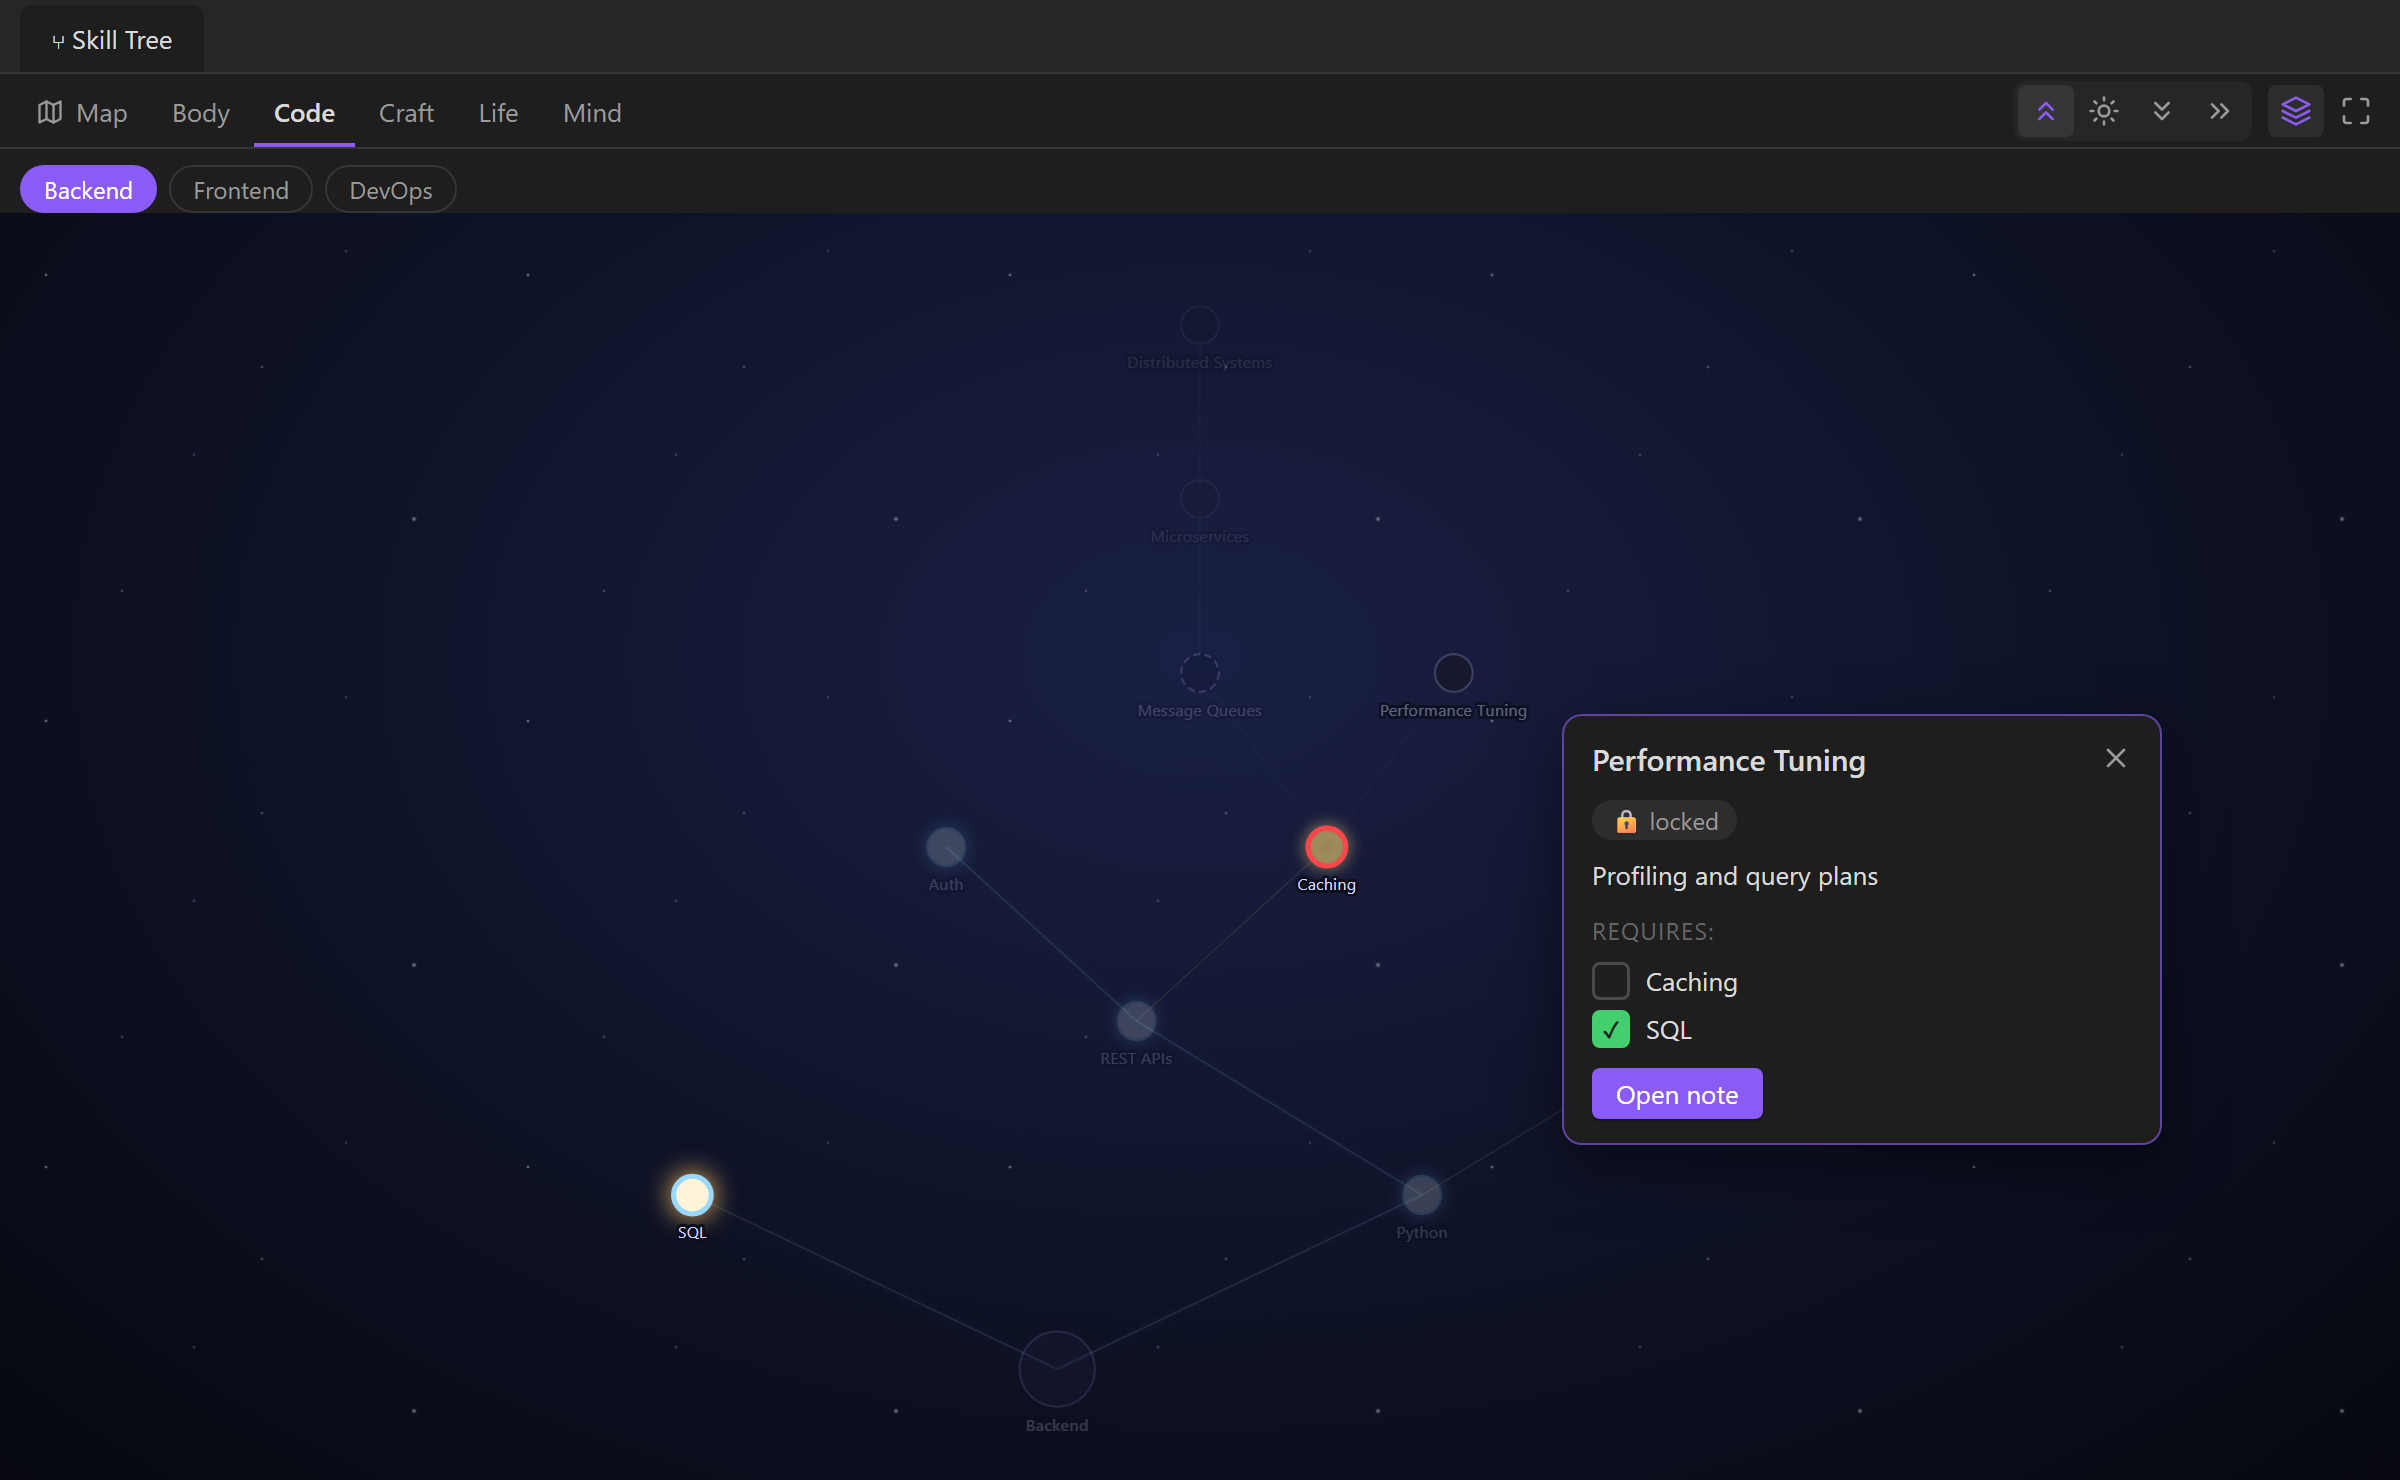 Skill Tree
Map
Body
Code
Craft
Life
Mind
Backend
Frontend
DevOps
Distributed Systems
Microservices
Message Queues
Performance Tuning
Auth
Caching
REST APIs
SQL
Python
Backend
Performance Tuning
locked
Profiling and query plans
REQUIRES:
Caching
SQL
Open note